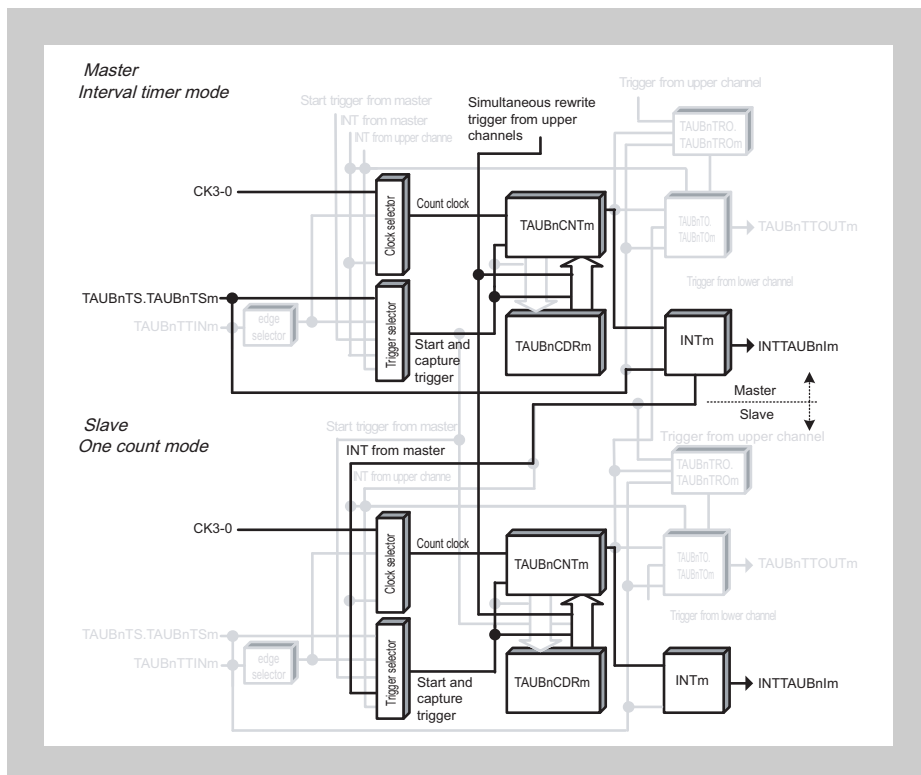 Master
Interval timer mode
Trigger from upper channel
Start trigger from master
INT from master
INT from upper channe
Simultaneous rewrite
trigger from upper
channels
TAUBnTRO.
TAUBnTROm
CK3-0
Clock selector
Count clock
TAUBnCNTm
TAUBnTO.
TAUBnTOm
TAUBnTTOUTm
Trigger from lower channel
TAUBnTS.TAUBnTSm
TAUBnTTINm
edge
selector
Trigger selector
Start and
capture
trigger
TAUBnCDRm
INTm
INTTAUBnIm
Master
Slave
Slave
One count mode
Start trigger from master
INT from master
INT from upper channe
Trigger from upper channel
TAUBnTRO.
TAUBnTROm
CK3-0
Clock selector
Count clock
TAUBnCNTm
TAUBnTO.
TAUBnTOm
TAUBnTTOUTm
Trigger from lower channel
TAUBnTS.TAUBnTSm
TAUBnTTINm
edge
selector
Trigger selector
Start and
capture
trigger
TAUBnCDRm
INTm
INTTAUBnIm